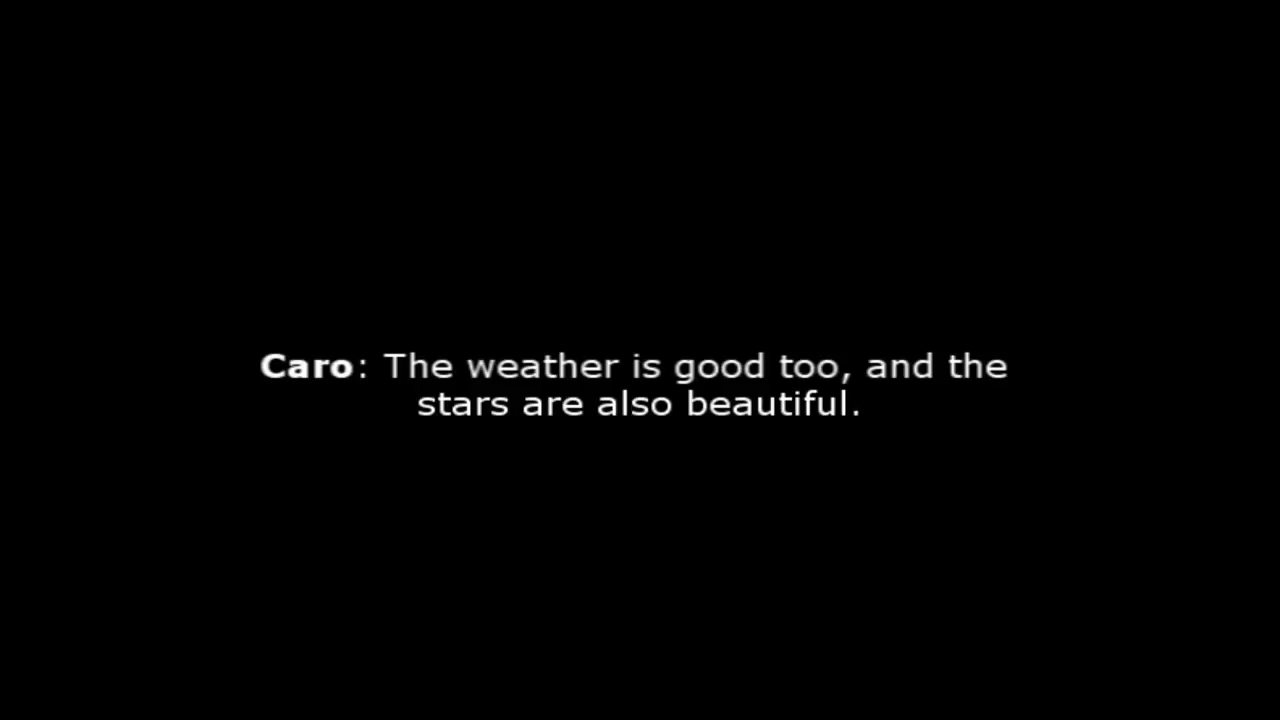 Caro: The weather is good too, and the
stars are also beautiful.